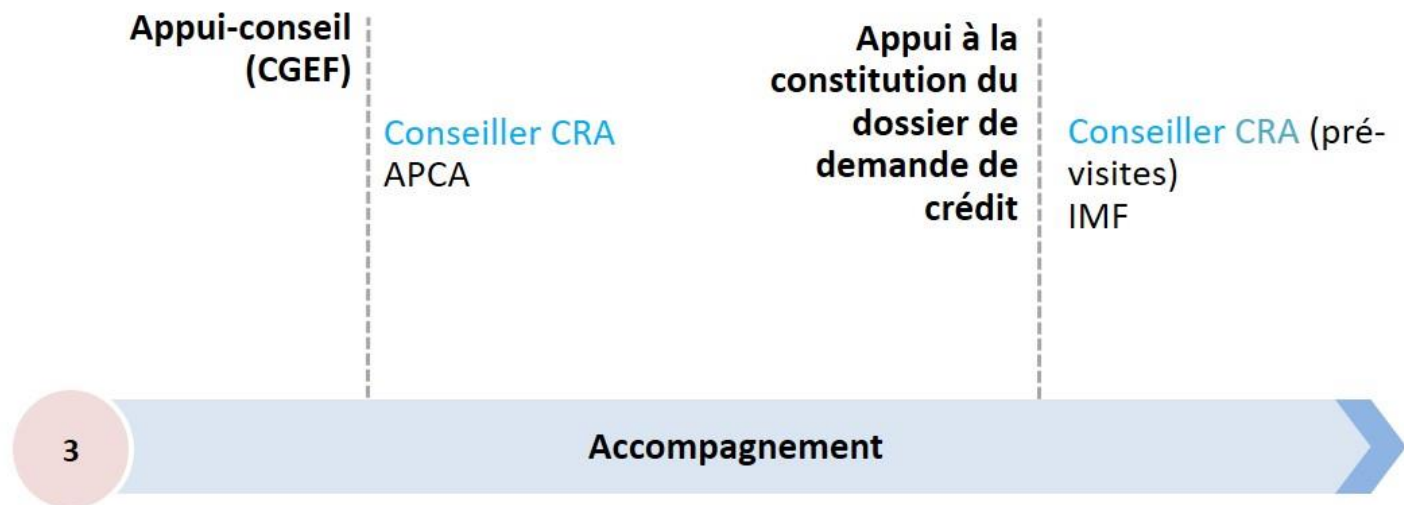 Appui-conseil
(CGEF)
Conseiller CRA
APCA
Appui à la
constitution du
dossier de
demande de
crédit
Conseiller CRA (pré-
visites)
IMF
3
Accompagnement